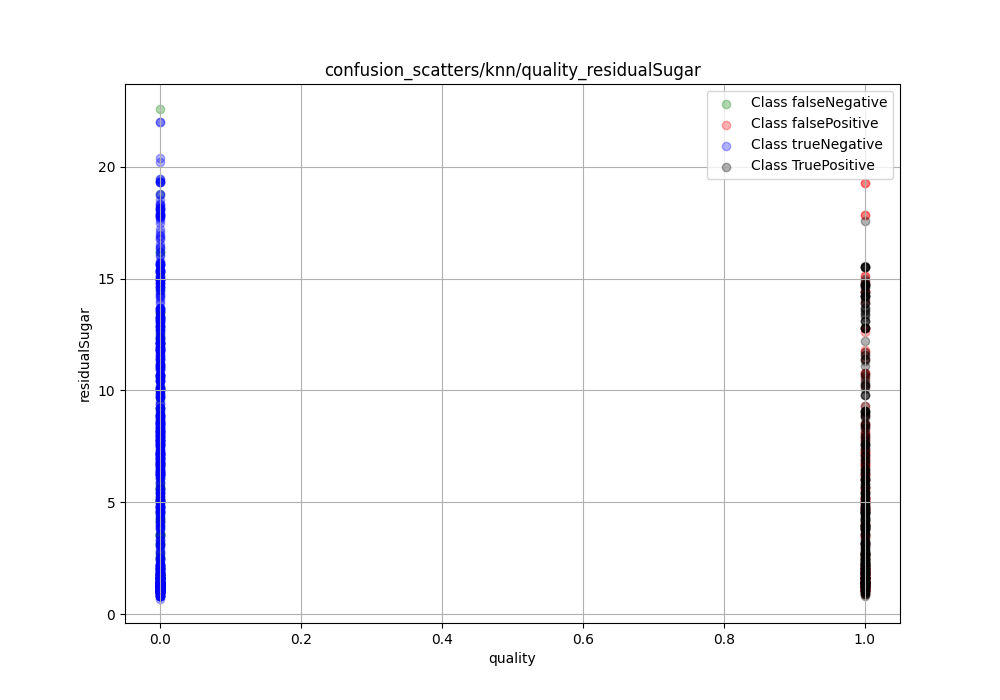 confusion_scatters/knn/quality_residualSugar
Class falseNegative
Class falsePositive
Class trueNegative
Class TruePositive
20
15
10
5
0
residualSugar
0.0 0.2 0.4 0.6 0.8 1.0
quality